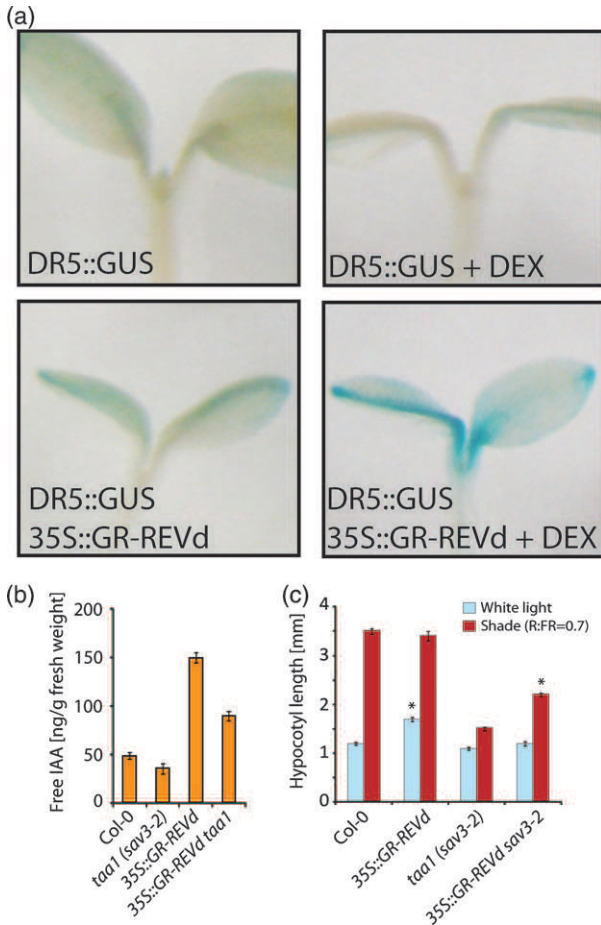 (a)
DR5::GUS
DR5::GUS + DEX
DR5::GUS
35S::GR-REVd
DR5::GUS
35S::GR-REVd + DEX
(b)
Free IAA [ng/g fresh weight]
200
150
100
50
0
Col-0
taa1 (sav3-2)
35S::GR-REVd
35S::GR-REVd taa1
(c)
Hypocotyl length [mm]
4
3
2
1
0
White light
Shade (R:FR=0.7)
*
*
Col-0
35S::GR-REVd
taa1 (sav3-2)
35S::GR-REVd sav3-2